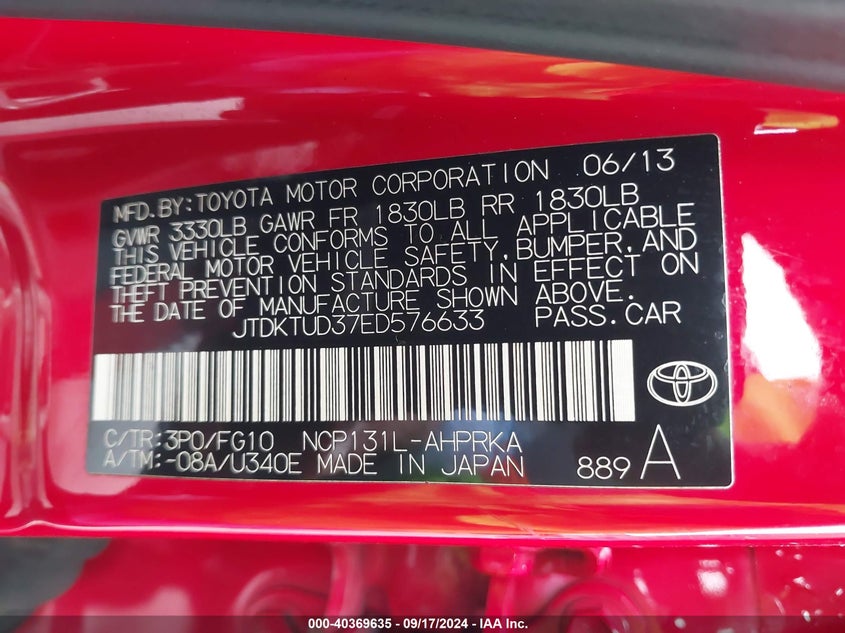 MFD.BY:TOYOTA MOTOR CORPORATION 06/13
GVWR 3330LB GAWR FR 1830LB RR 1830LB
THIS VEHICLE CONFORMS TO ALL APPLICABLE
FEDERAL MOTOR VEHICLE SAFETY,BUMPER,AND
THEFT PREVENTION STANDARDS IN EFFECT ON
THE DATE OF MANUFACTURE SHOWN ABOVE.
JTDKTUD37ED576633 PASS.CAR
C/TR:3P0/FG10 NCP131L-AHPRKA
A/TM:-08A/U340E MADE IN JAPAN 889 A
000-40369635 - 09/17/2024 - IAA Inc.